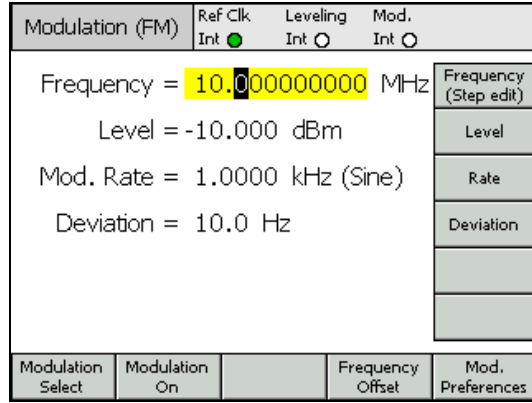 Modulation (FM)
Ref Clk Leveling Mod.
Int Int Int
Frequency = 10.000000000 MHz
Level = -10.000 dBm
Mod. Rate = 1.0000 kHz (Sine)
Deviation = 10.0 Hz
Frequency
(Step edit)
Level
Rate
Deviation
Modulation
Select
Modulation
On
Frequency
Offset
Mod.
Preferences